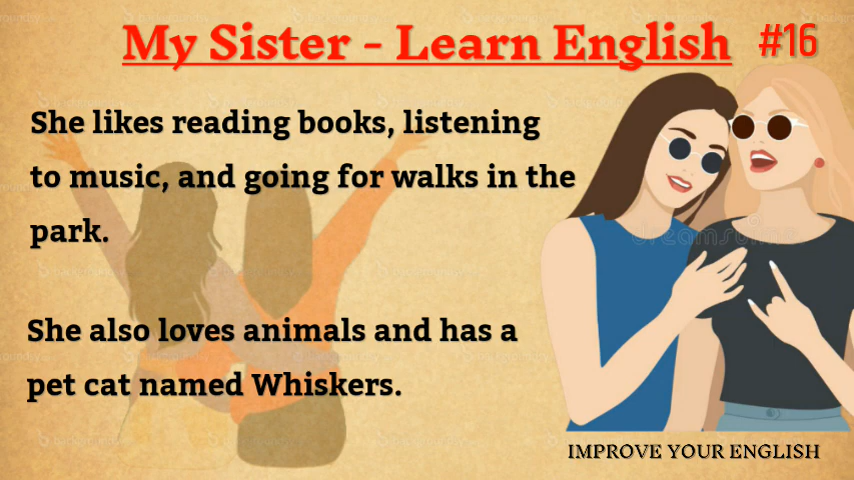 My Sister - Learn English #16
She likes reading books, listening
to music, and going for walks in the
park.
She also loves animals and has a
pet cat named Whiskers.
dreamstime
IMPROVE YOUR ENGLISH